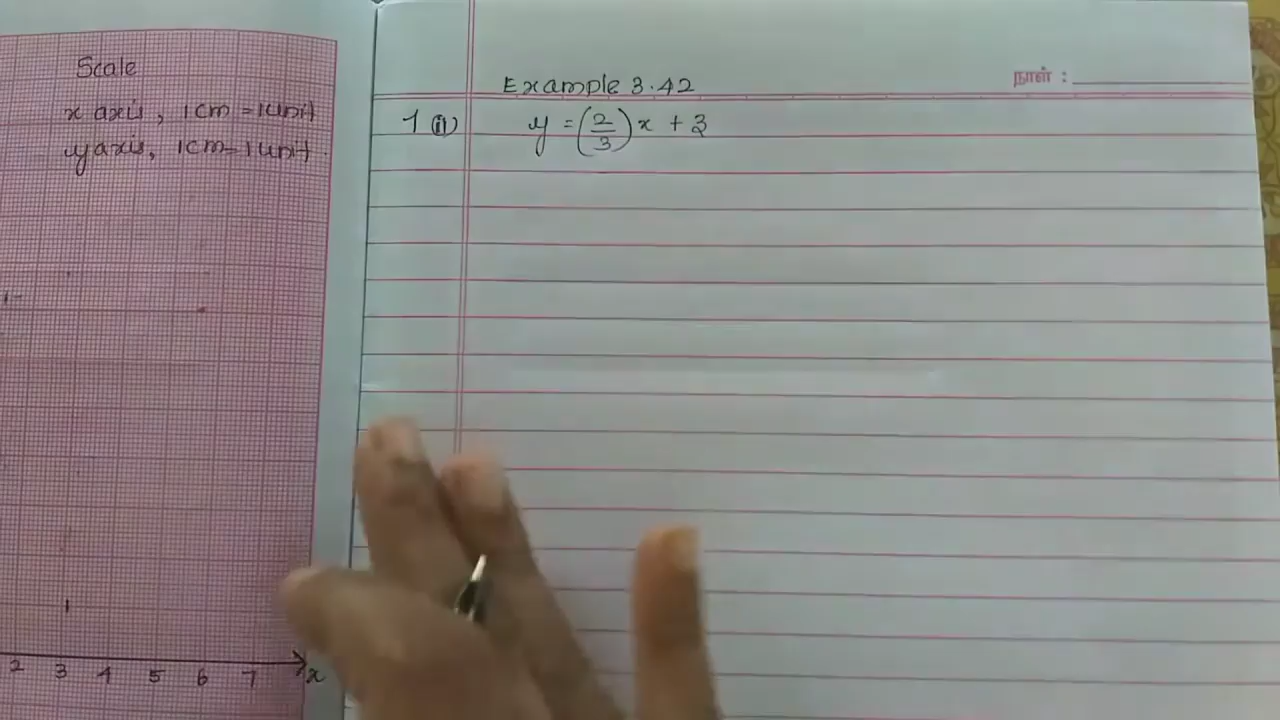 Scale
x axis, 1cm = 1unit
y axis, 1cm = 1unit
2 3 4 5 6 7 x
நாள் :
Example 3.42
1 (ii) y = (2/3) x + 3